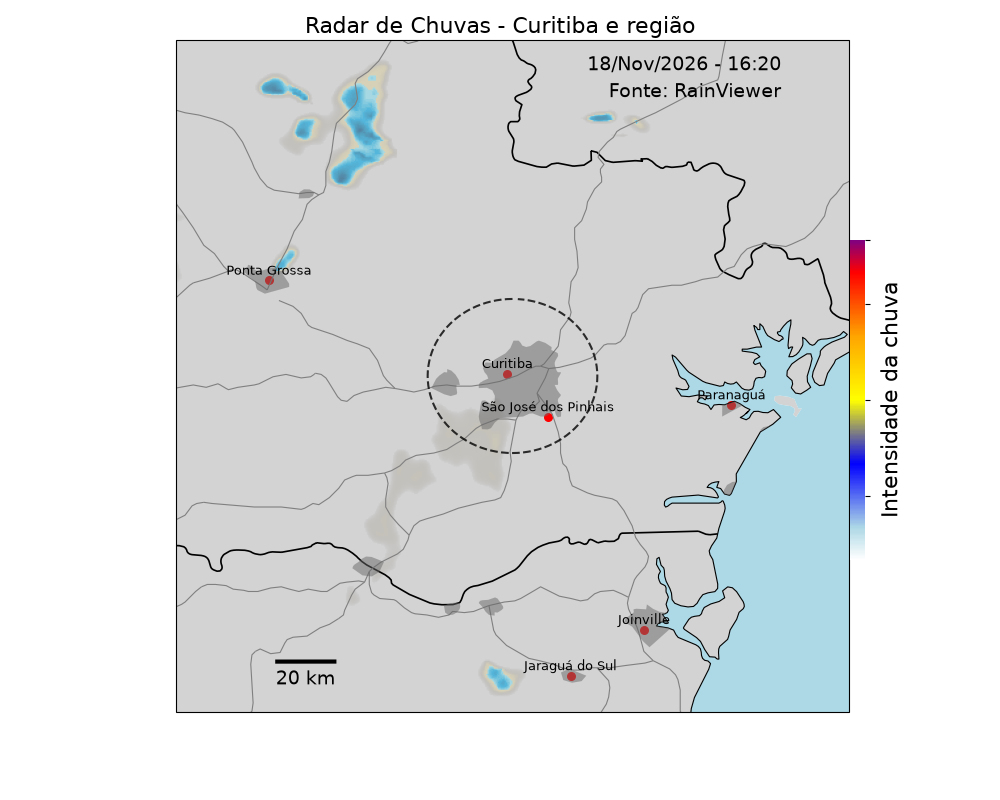 Radar de Chuvas - Curitiba e região
18/Nov/2026 - 16:20
Fonte: RainViewer
Ponta Grossa
Curitiba
Paranaguá
São José dos Pinhais
Intensidade da chuva
Joinville
Jaraguá do Sul
20 km